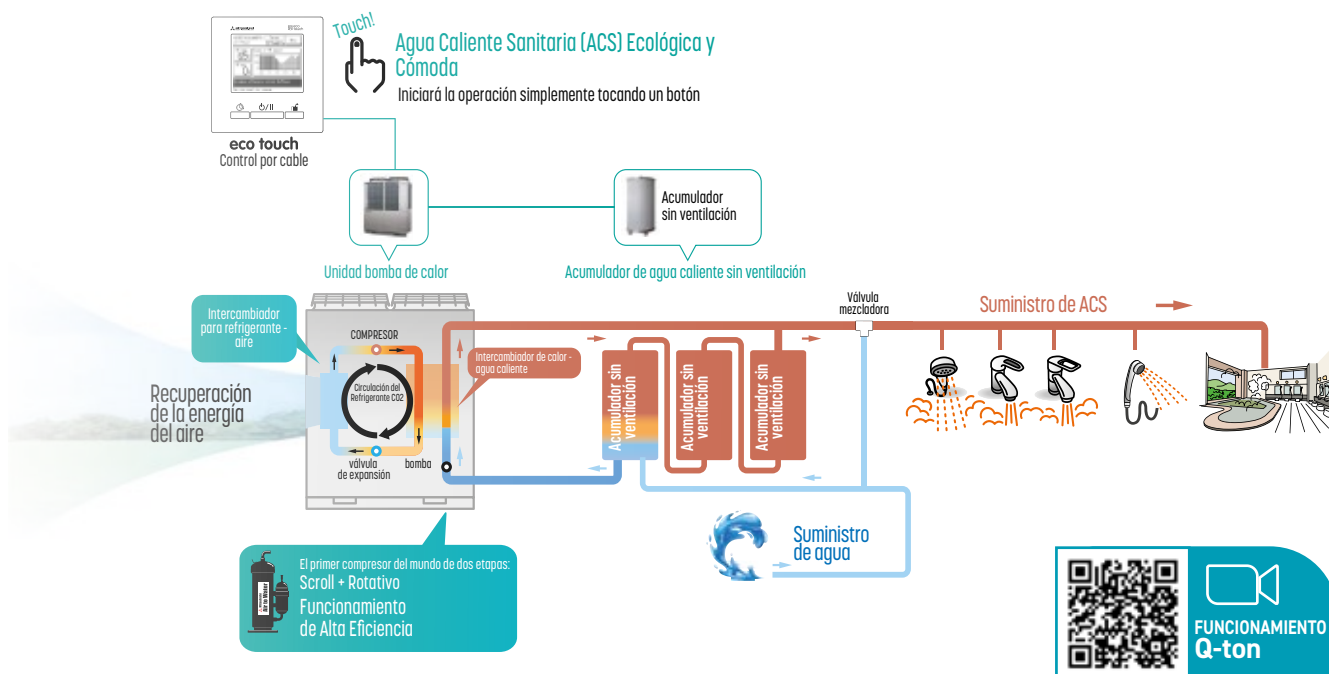 Touch!
Agua Caliente Sanitaria (ACS) Ecológica y
Cómoda
Iniciará la operación simplemente tocando un botón
eco touch
Control por cable
Acumulador
sin ventilación
Unidad bomba de calor
Acumulador de agua caliente sin ventilación
Intercambiador
para refrigerante -
aire
COMPRESOR
Circulación del
Refrigerante CO2
válvula
de expansión
bomba
Intercambiador de calor -
agua caliente
Recuperación
de la energía
del aire
Acumulador sin
ventilación
Acumulador sin
ventilación
Acumulador sin
ventilación
Válvula
mezcladora
Suministro de ACS
Suministro
de agua
El primer compresor del mundo de dos etapas:
Scroll + Rotativo
Funcionamiento
de Alta Eficiencia
Air to Water
FUNCIONAMIENTO
Q-ton